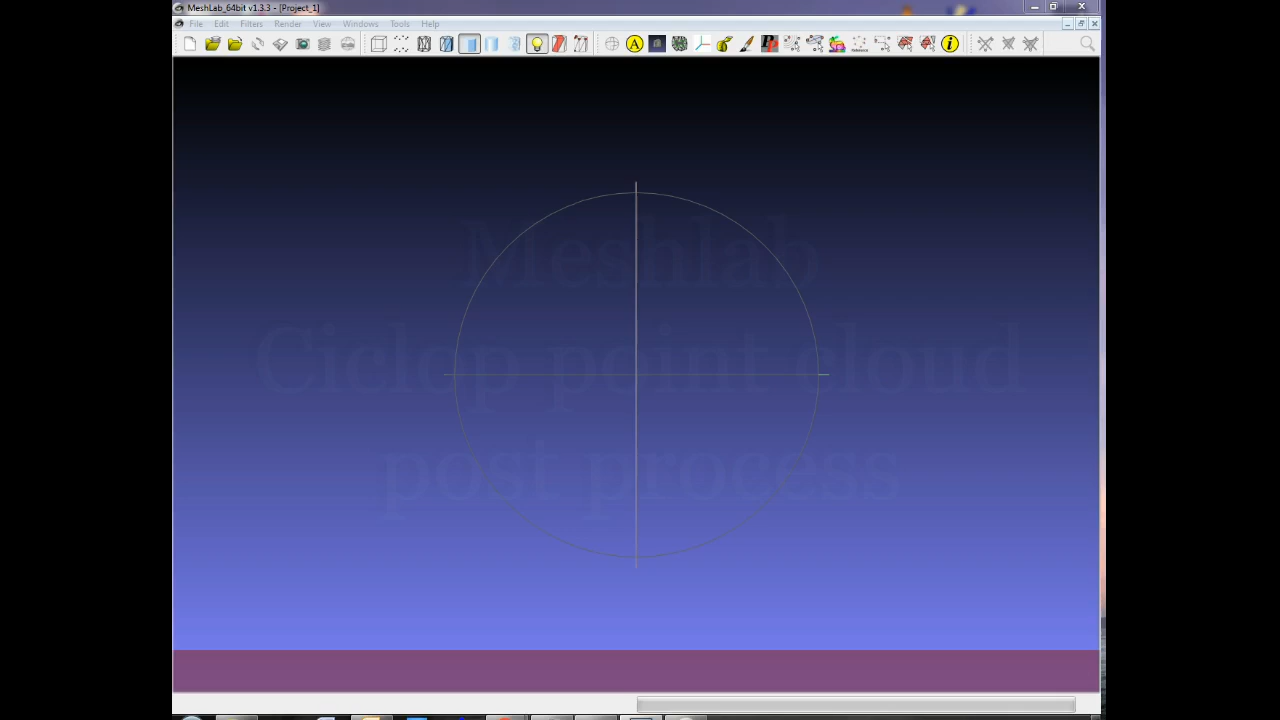 MeshLab_64bit v1.3.3 - [Project_1]
File Edit Filters Render View Windows Tools Help
A
i
Meshlab
Ciclop point cloud
post process